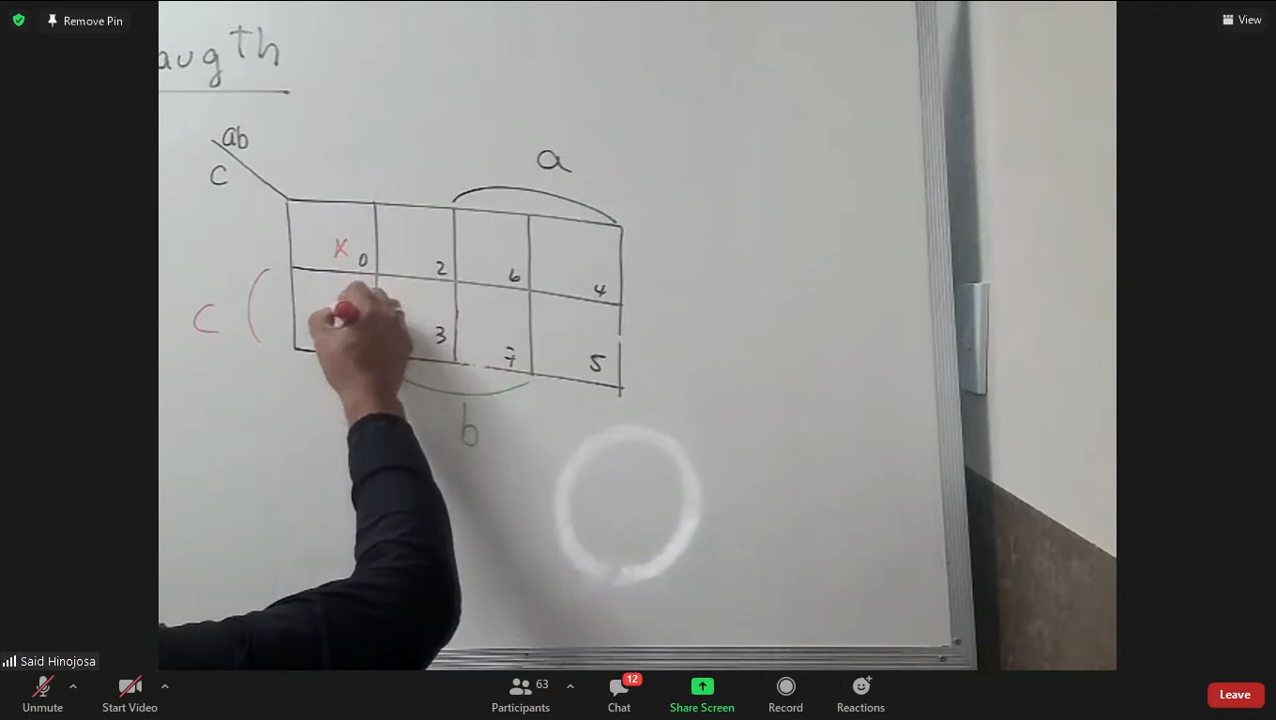 Remove Pin
View
augth
ab
c
a
x
0
2
6
4
C
3
7
5
b
Said Hinojosa
Unmute
Start Video
63
Participants
12
Chat
Share Screen
Record
Reactions
Leave